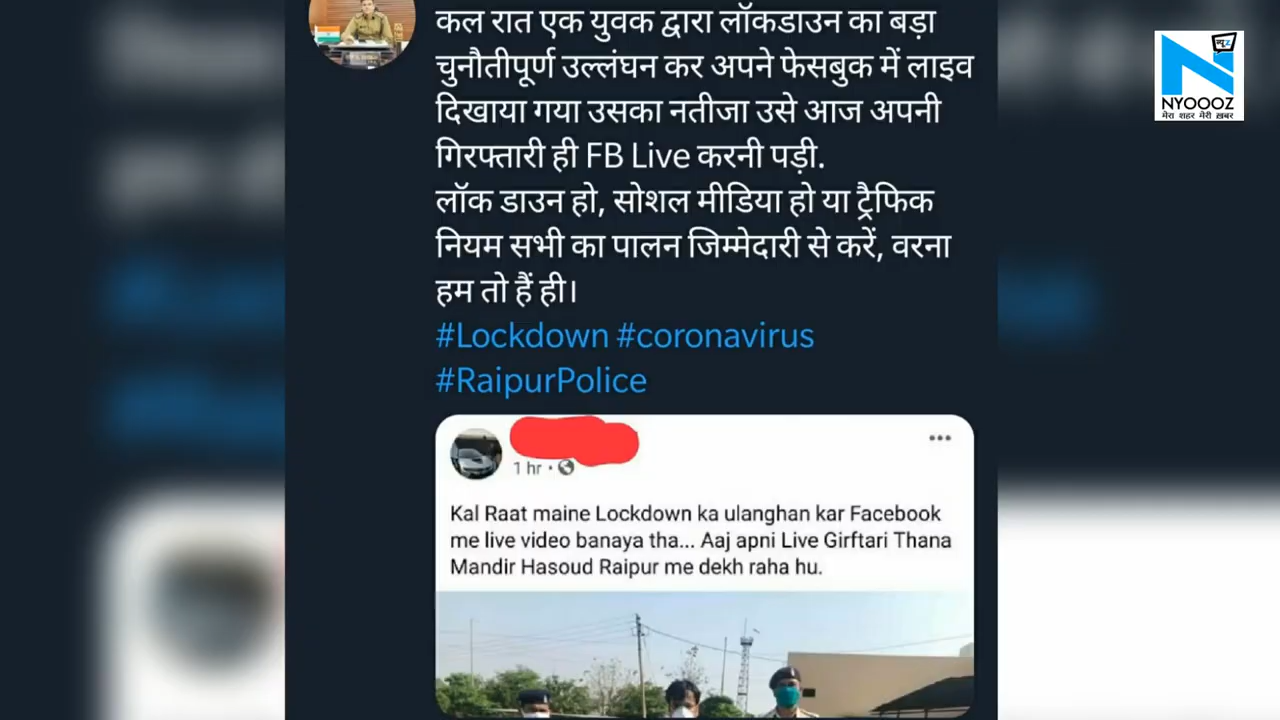 कल रात एक युवक द्वारा लॉकडाउन का बड़ा
चुनौतीपूर्ण उल्लंघन कर अपने फेसबुक में लाइव
दिखाया गया उसका नतीजा उसे आज अपनी
गिरफ्तारी ही FB Live करनी पड़ी.
लॉक डाउन हो, सोशल मीडिया हो या ट्रैफिक
नियम सभी का पालन जिम्मेदारी से करें, वरना
हम तो हैं ही।
#Lockdown #coronavirus
#RaipurPolice
1 hr •
Kal Raat maine Lockdown ka ulanghan kar Facebook
me live video banaya tha... Aaj apni Live Girftari Thana
Mandir Hasoud Raipur me dekh raha hu.
न्यूज़
NYOOOZ
मेरा शहर मेरी ख़बर